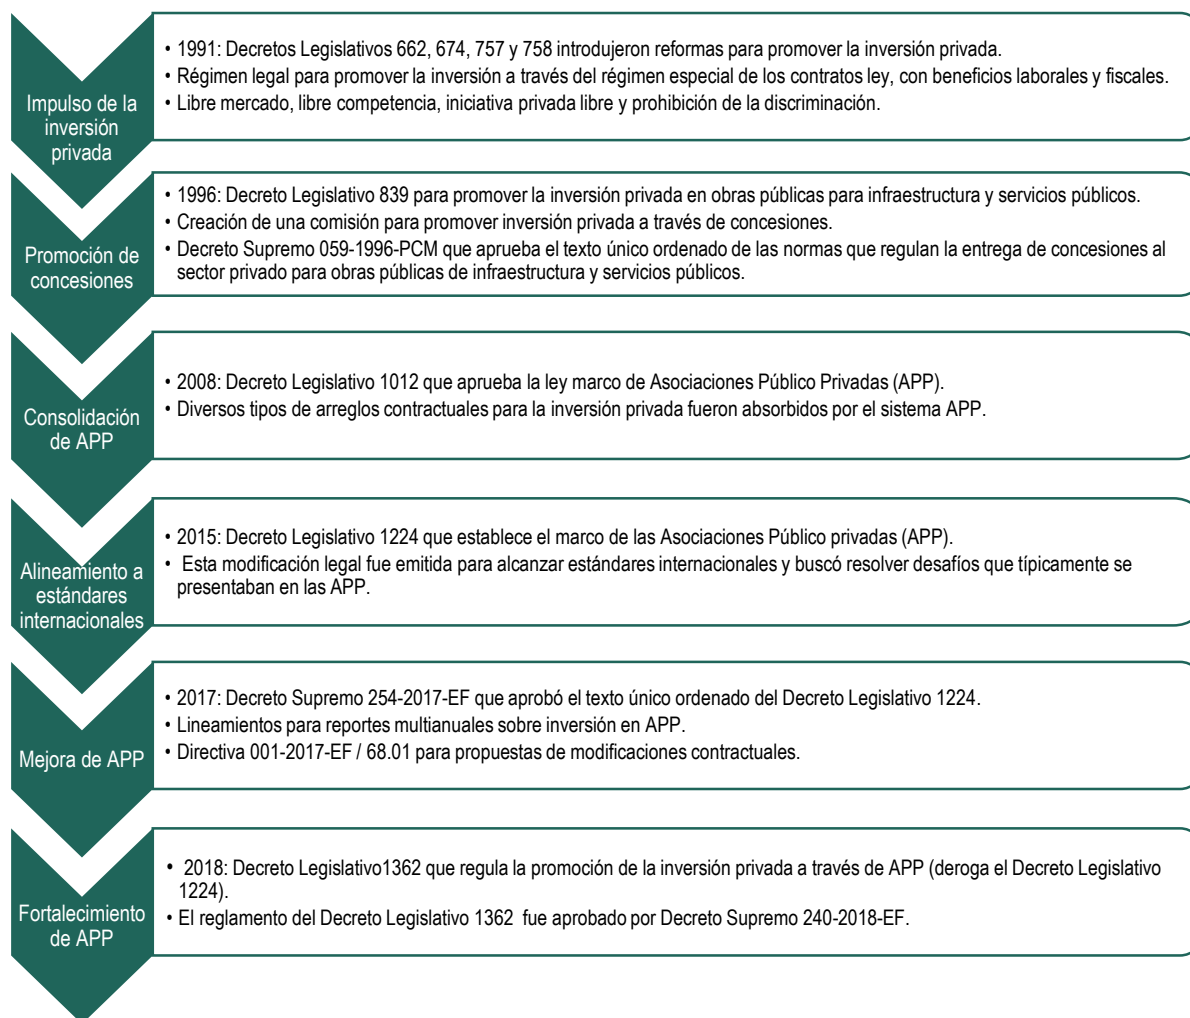 Impulso de la
inversión
privada
• 1991: Decretos Legislativos 662, 674, 757 y 758 introdujeron reformas para promover la inversión privada.
• Régimen legal para promover la inversión a través del régimen especial de los contratos ley, con beneficios laborales y fiscales.
• Libre mercado, libre competencia, iniciativa privada libre y prohibición de la discriminación.
Promoción de
concesiones
• 1996: Decreto Legislativo 839 para promover la inversión privada en obras públicas para infraestructura y servicios públicos.
• Creación de una comisión para promover inversión privada a través de concesiones.
• Decreto Supremo 059-1996-PCM que aprueba el texto único ordenado de las normas que regulan la entrega de concesiones al
sector privado para obras públicas de infraestructura y servicios públicos.
Consolidación
de APP
• 2008: Decreto Legislativo 1012 que aprueba la ley marco de Asociaciones Público Privadas (APP).
• Diversos tipos de arreglos contractuales para la inversión privada fueron absorbidos por el sistema APP.
Alineamiento a
estándares
internacionales
• 2015: Decreto Legislativo 1224 que establece el marco de las Asociaciones Público privadas (APP).
• Esta modificación legal fue emitida para alcanzar estándares internacionales y buscó resolver desafíos que típicamente se
presentaban en las APP.
Mejora de APP
• 2017: Decreto Supremo 254-2017-EF que aprobó el texto único ordenado del Decreto Legislativo 1224.
• Lineamientos para reportes multianuales sobre inversión en APP.
• Directiva 001-2017-EF / 68.01 para propuestas de modificaciones contractuales.
Fortalecimiento
de APP
• 2018: Decreto Legislativo1362 que regula la promoción de la inversión privada a través de APP (deroga el Decreto Legislativo
1224).
• El reglamento del Decreto Legislativo 1362 fue aprobado por Decreto Supremo 240-2018-EF.